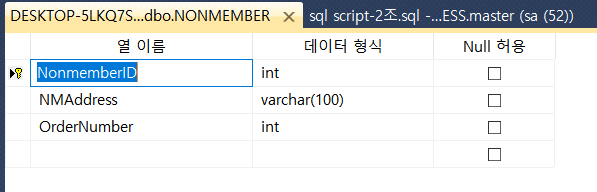 DESKTOP-5LKQ7S...dbo.NONMEMBER sql script-2조.sql -...ESS.master (sa (52))
열 이름 데이터 형식 Null 허용
NonmemberID int
NMAddress varchar(100)
OrderNumber int